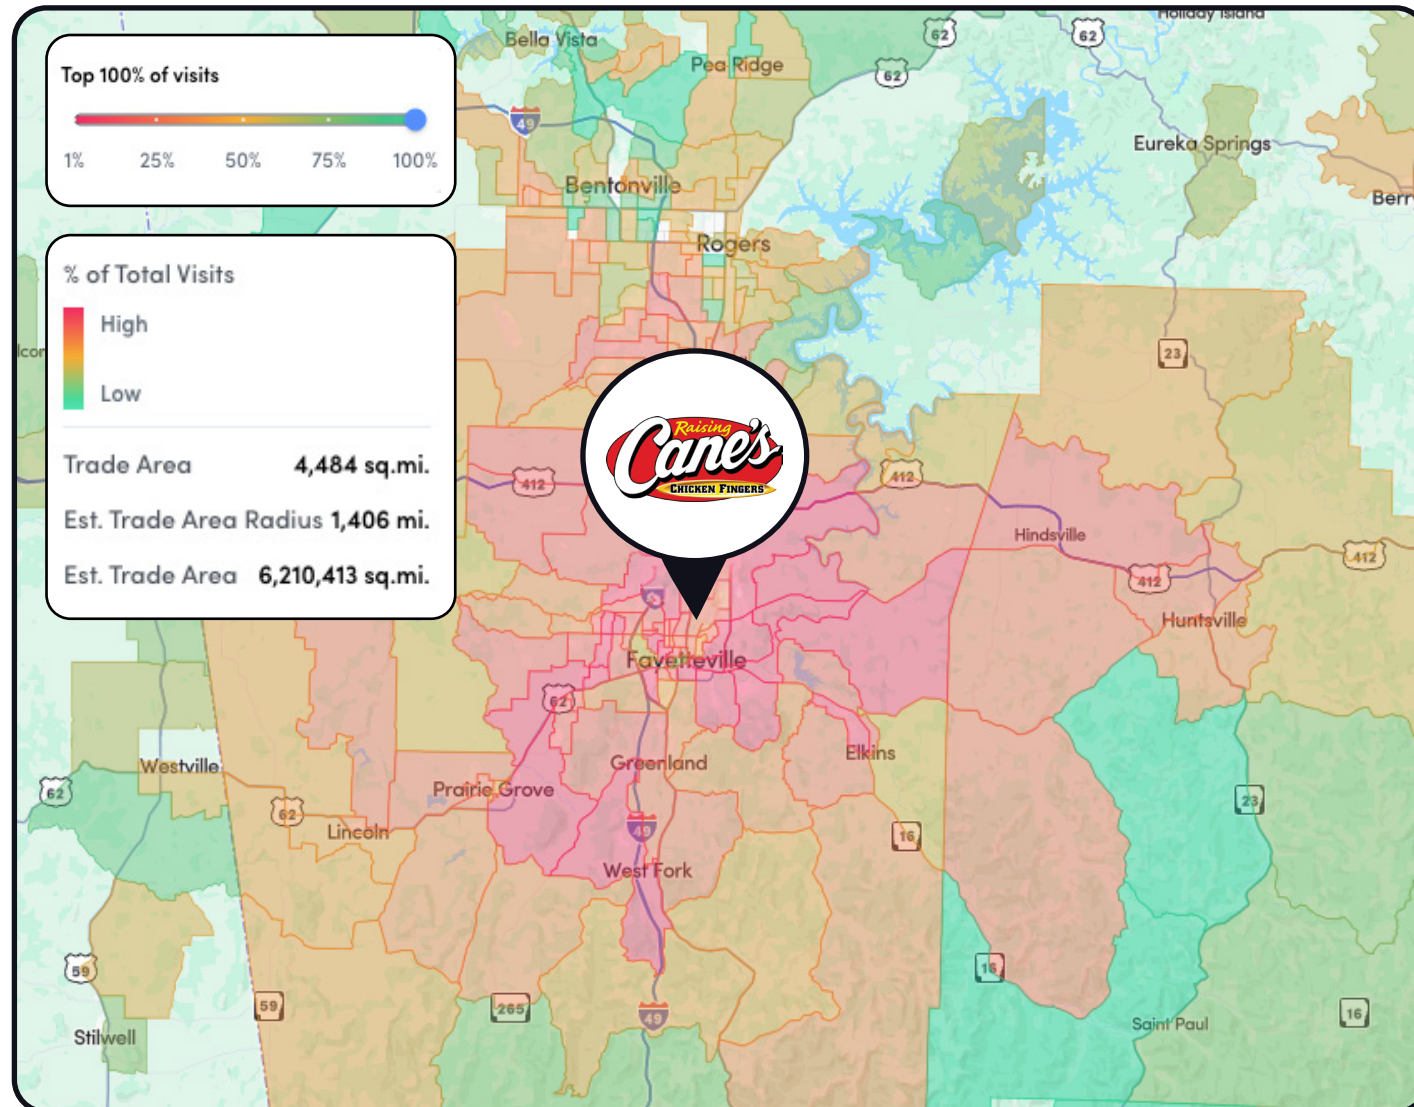 Top 100% of visits
1% 25% 50% 75% 100%
% of Total Visits
High
Low
Trade Area 4,484 sq.mi.
Est. Trade Area Radius 1,406 mi.
Est. Trade Area 6,210,413 sq.mi.
Holiday Island
Bella Vista
62
62
Pea Ridge
62
49
Eureka Springs
Bentonville
Berr
Rogers
23
Raising
Cane's
CHICKEN FINGERS
412
412
Hindsville
412
412
Huntsville
Fayetteville
62
Elkins
Greenland
Westville
Prairie Grove
62
62
Lincoln
23
49
16
West Fork
59
16
59
265
49
16
Saint Paul
Stilwell